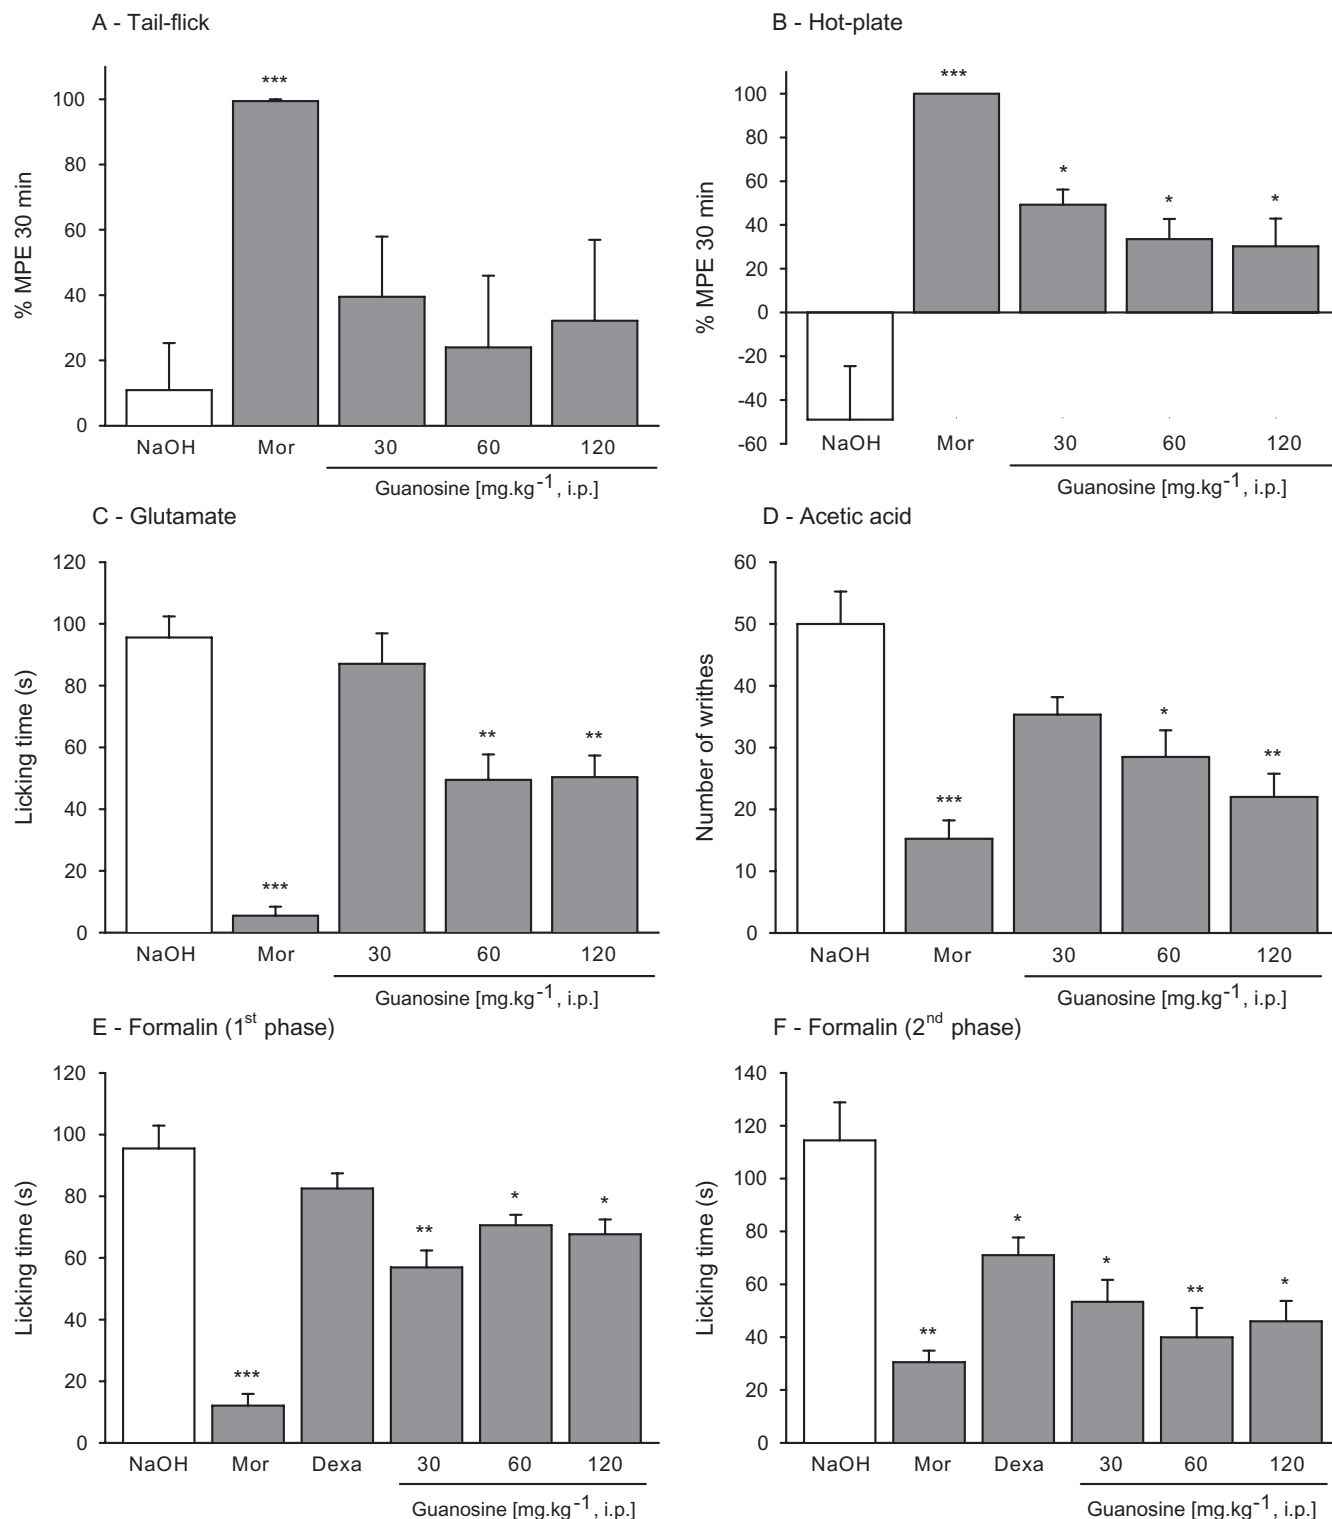 A - Tail-flick
% MPE 30 min
100
80
60
40
20
0
***
NaOH Mor 30 60 120
Guanosine [mg.kg⁻¹, i.p.]
B - Hot-plate
% MPE 30 min
100
80
60
40
20
0
-20
-40
-60
***
*
*
*
NaOH Mor 30 60 120
Guanosine [mg.kg⁻¹, i.p.]
C - Glutamate
Licking time (s)
120
100
80
60
40
20
0
***
**
**
NaOH Mor 30 60 120
Guanosine [mg.kg⁻¹, i.p.]
D - Acetic acid
Number of writhes
60
50
40
30
20
10
0
***
*
**
NaOH Mor 30 60 120
Guanosine [mg.kg⁻¹, i.p.]
E - Formalin (1ˢᵗ phase)
Licking time (s)
120
100
80
60
40
20
0
***
**
*
*
NaOH Mor Dexa 30 60 120
Guanosine [mg.kg⁻¹, i.p.]
F - Formalin (2ⁿᵈ phase)
Licking time (s)
140
120
100
80
60
40
20
0
**
*
*
**
*
NaOH Mor Dexa 30 60 120
Guanosine [mg.kg⁻¹, i.p.]